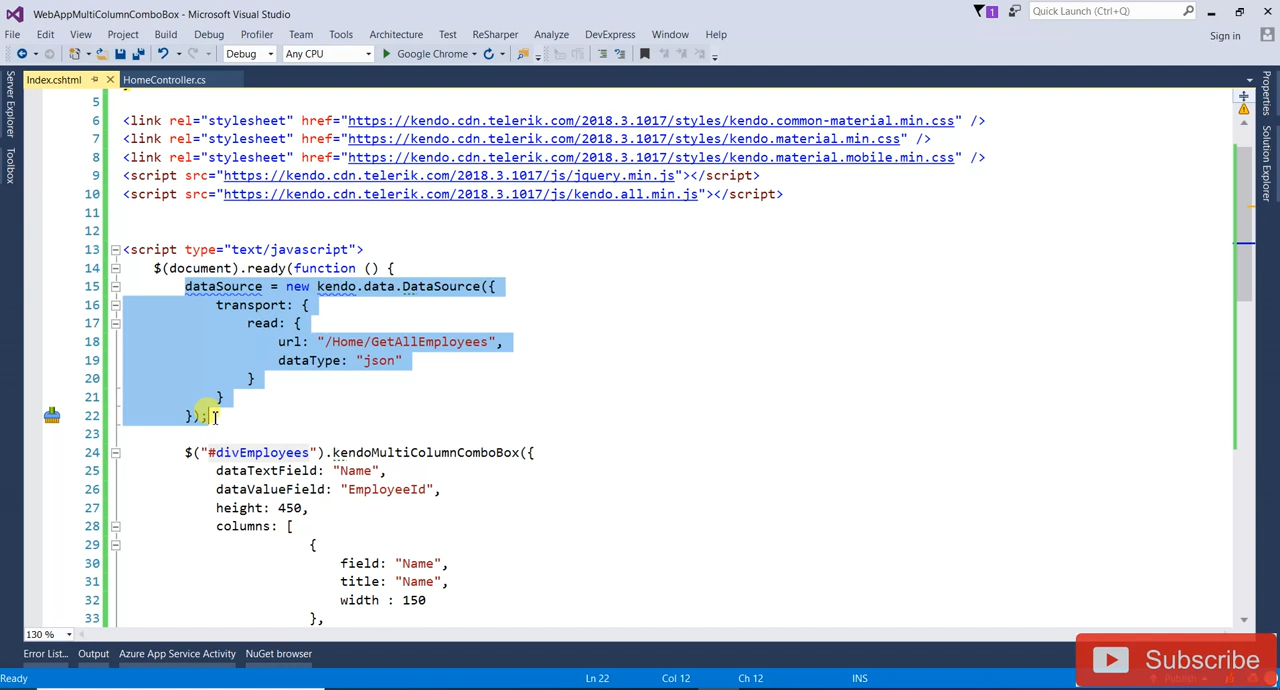 WebAppMultiColumnComboBox - Microsoft Visual Studio
1
Quick Launch (Ctrl+Q)
File Edit View Project Build Debug Profiler Team Tools Architecture Test ReSharper Analyze DevExpress Window Help
Sign in
Debug Any CPU Google Chrome
Index.cshtml HomeController.cs
Server Explorer
Toolbox
Properties
Solution Explorer
5
6 <link rel="stylesheet" href="https://kendo.cdn.telerik.com/2018.3.1017/styles/kendo.common-material.min.css" />
7 <link rel="stylesheet" href="https://kendo.cdn.telerik.com/2018.3.1017/styles/kendo.material.min.css" />
8 <link rel="stylesheet" href="https://kendo.cdn.telerik.com/2018.3.1017/styles/kendo.material.mobile.min.css" />
9 <script src="https://kendo.cdn.telerik.com/2018.3.1017/js/jquery.min.js"></script>
10 <script src="https://kendo.cdn.telerik.com/2018.3.1017/js/kendo.all.min.js"></script>
11
12
13 <script type="text/javascript">
14 $(document).ready(function () {
15 dataSource = new kendo.data.DataSource({
16 transport: {
17 read: {
18 url: "/Home/GetAllEmployees",
19 dataType: "json"
20 }
21 }
22 });
23
24 $("#divEmployees").kendoMultiColumnComboBox({
25 dataTextField: "Name",
26 dataValueField: "EmployeeId",
27 height: 450,
28 columns: [
29 {
30 field: "Name",
31 title: "Name",
32 width : 150
33 },
130 %
Error List... Output Azure App Service Activity NuGet browser
Subscribe
Ready Ln 22 Col 12 Ch 12 INS